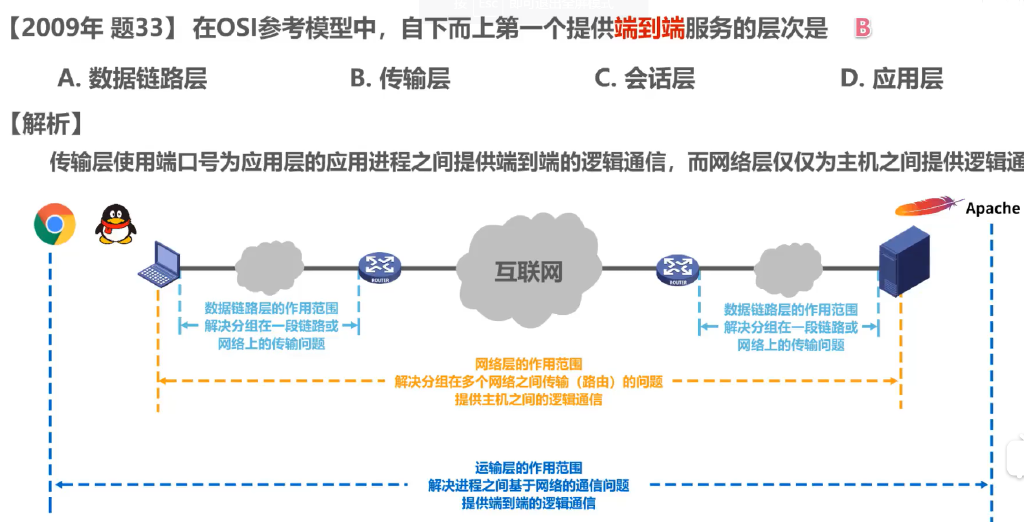 【2009年 题33】在OSI参考模型中，自下而上第一个提供端到端服务的层次是 B
A. 数据链路层 B. 传输层 C. 会话层 D. 应用层
【解析】
传输层使用端口号为应用层的应用进程之间提供端到端的逻辑通信，而网络层仅仅为主机之间提供逻辑通
Apache
互联网
ROUTER
ROUTER
数据链路层的作用范围
解决分组在一段链路或
网络上的传输问题
数据链路层的作用范围
解决分组在一段链路或
网络上的传输问题
网络层的作用范围
解决分组在多个网络之间传输（路由）的问题
提供主机之间的逻辑通信
运输层的作用范围
解决进程之间基于网络的通信问题
提供端到端的逻辑通信